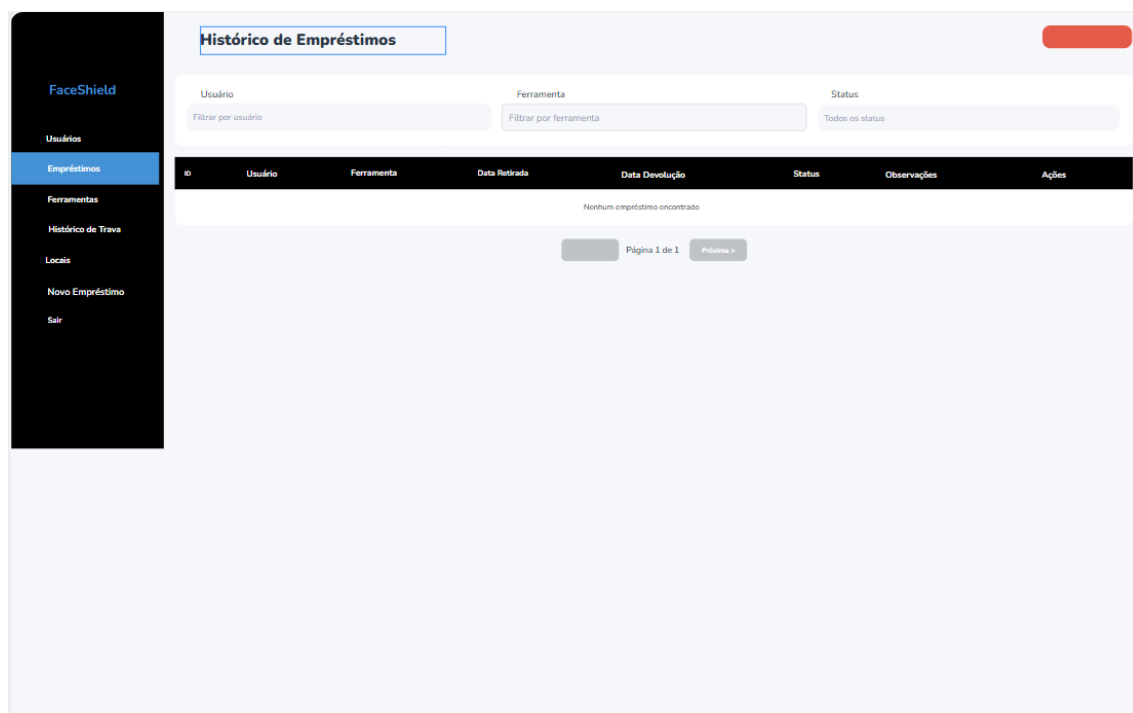 Histórico de Empréstimos
FaceShield
Usuários
Empréstimos
Ferramentas
Histórico de Trava
Locais
Novo Empréstimo
Sair
Usuário Ferramenta Status
Filtrar por usuário Filtrar por ferramenta Todos os status
ID Usuário Ferramenta Data Retirada Data Devolução Status Observações Ações
Nenhum empréstimo encontrado
Página 1 de 1 Próxima >